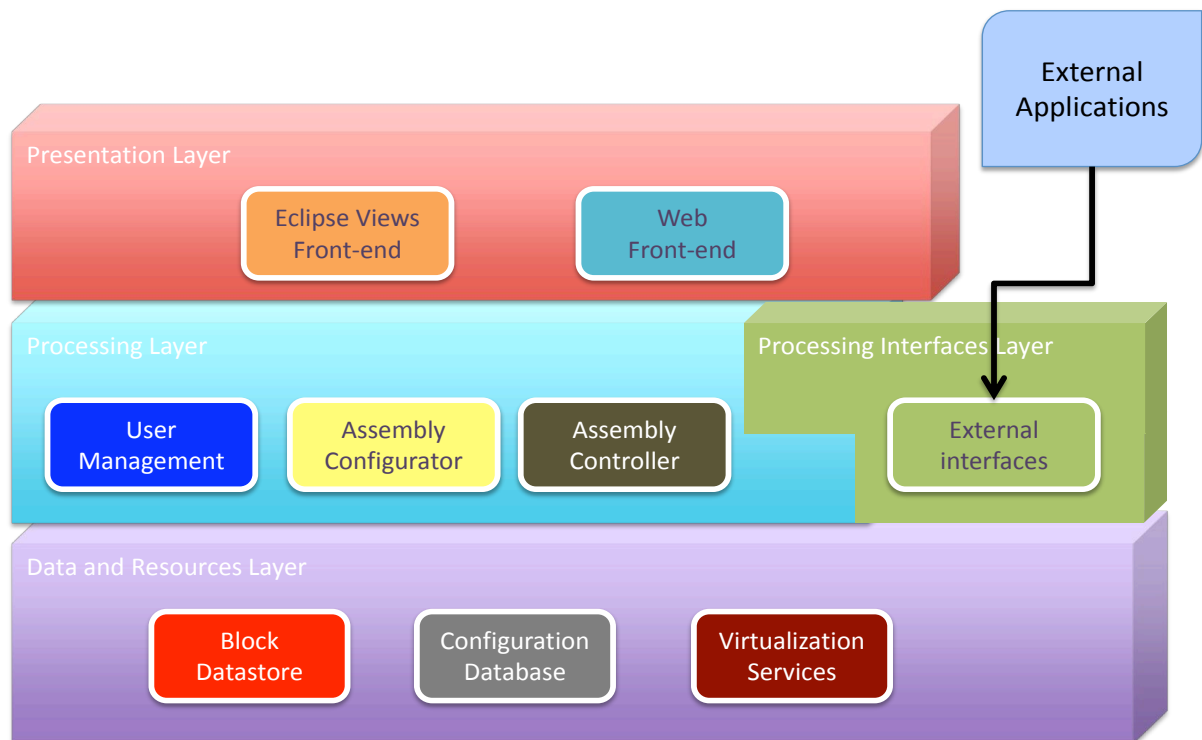 External
Applications
Presentation Layer
Eclipse Views
Front-end
Web
Front-end
Processing Layer
Processing Interfaces Layer
User
Management
Assembly
Configurator
Assembly
Controller
External
interfaces
Data and Resources Layer
Block
Datastore
Configuration
Database
Virtualization
Services